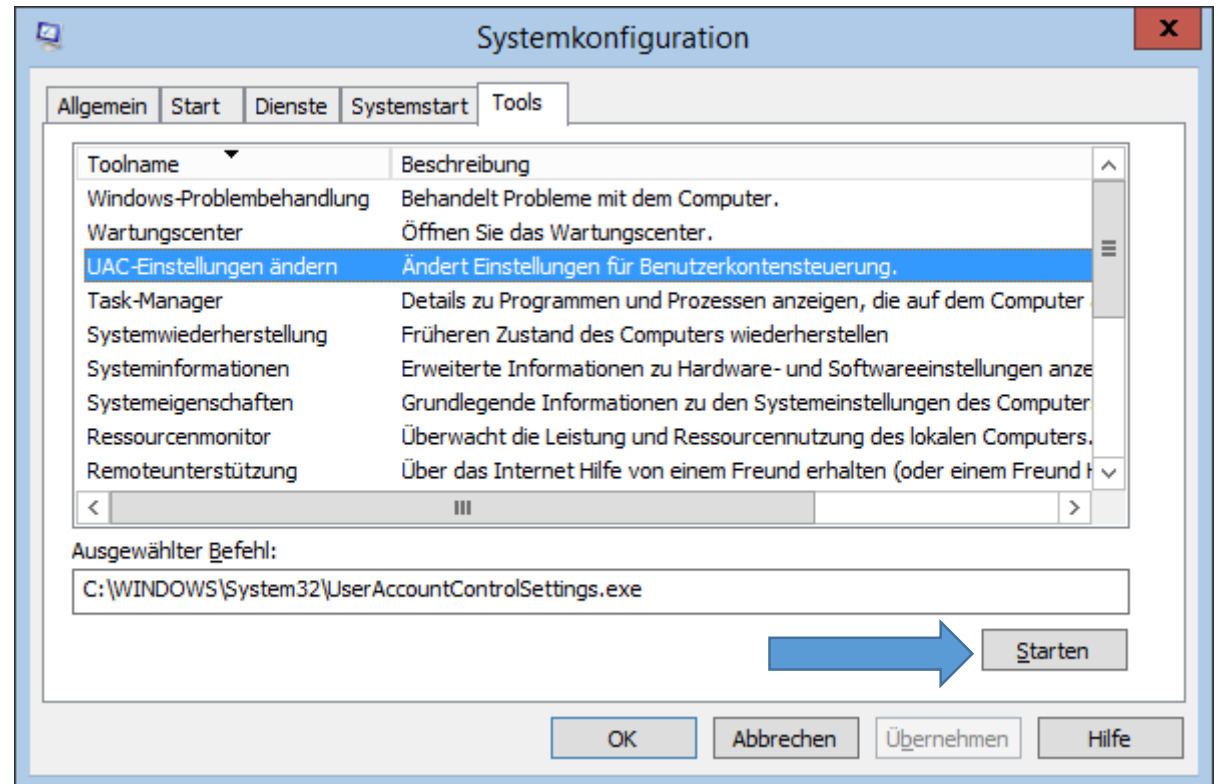 Systemkonfiguration
Allgemein Start Dienste Systemstart Tools
Toolname Beschreibung
Windows-Problembehandlung Behandelt Probleme mit dem Computer.
Wartungscenter Öffnen Sie das Wartungscenter.
UAC-Einstellungen ändern Ändert Einstellungen für Benutzerkontensteuerung.
Task-Manager Details zu Programmen und Prozessen anzeigen, die auf dem Computer
Systemwiederherstellung Früheren Zustand des Computers wiederherstellen
Systeminformationen Erweiterte Informationen zu Hardware- und Softwareeinstellungen anze
Systemeigenschaften Grundlegende Informationen zu den Systemeinstellungen des Computer
Ressourcenmonitor Überwacht die Leistung und Ressourcennutzung des lokalen Computers.
Remoteunterstützung Über das Internet Hilfe von einem Freund erhalten (oder einem Freund
Ausgewählter Befehl:
C:\WINDOWS\System32\UserAccountControlSettings.exe
Starten
OK Abbrechen Übernehmen Hilfe